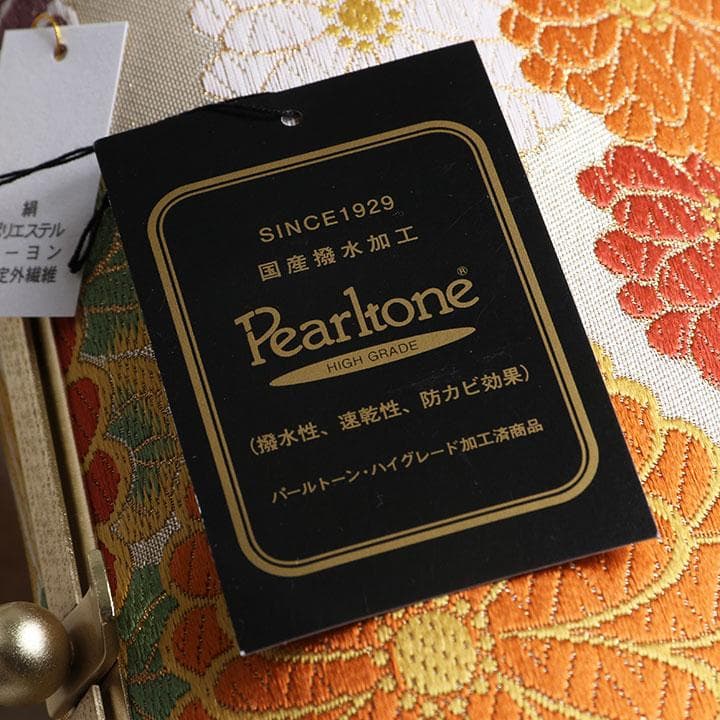 SINCE1929
国産撥水加工
Pearltone®
HIGH GRADE
(撥水性、速乾性、防カビ効果)
パールトーン・ハイグレード加工済商品
絹
リエステル
ーヨン
定外繊維